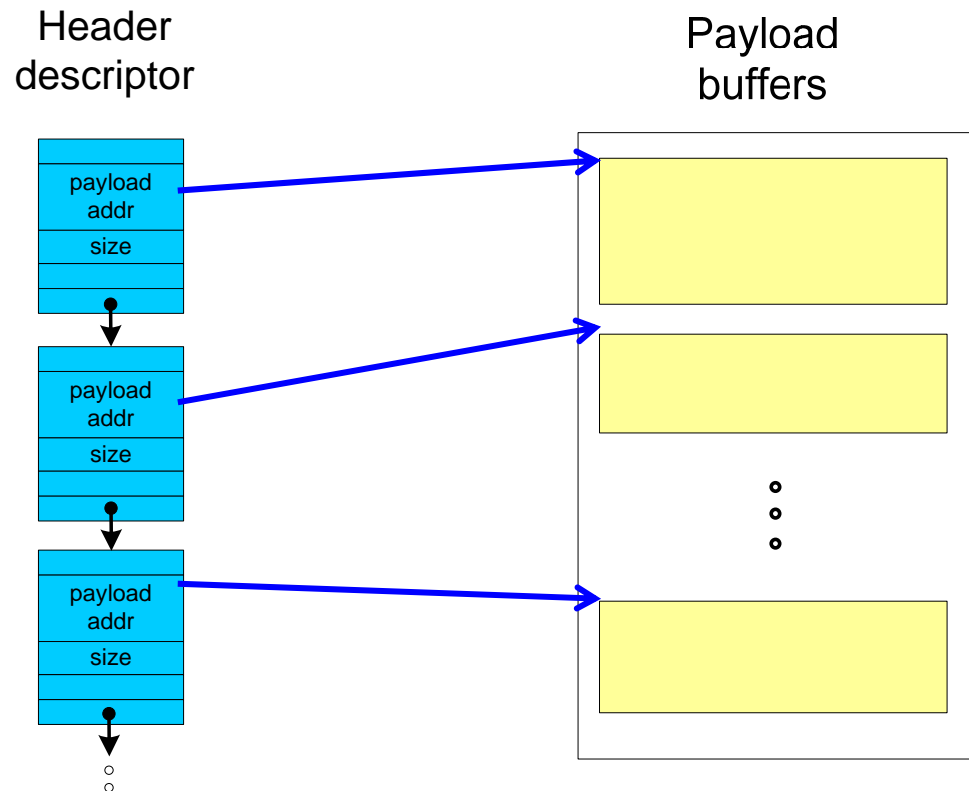 Header
descriptor
Payload
buffers
payload
addr
size
payload
addr
size
payload
addr
size